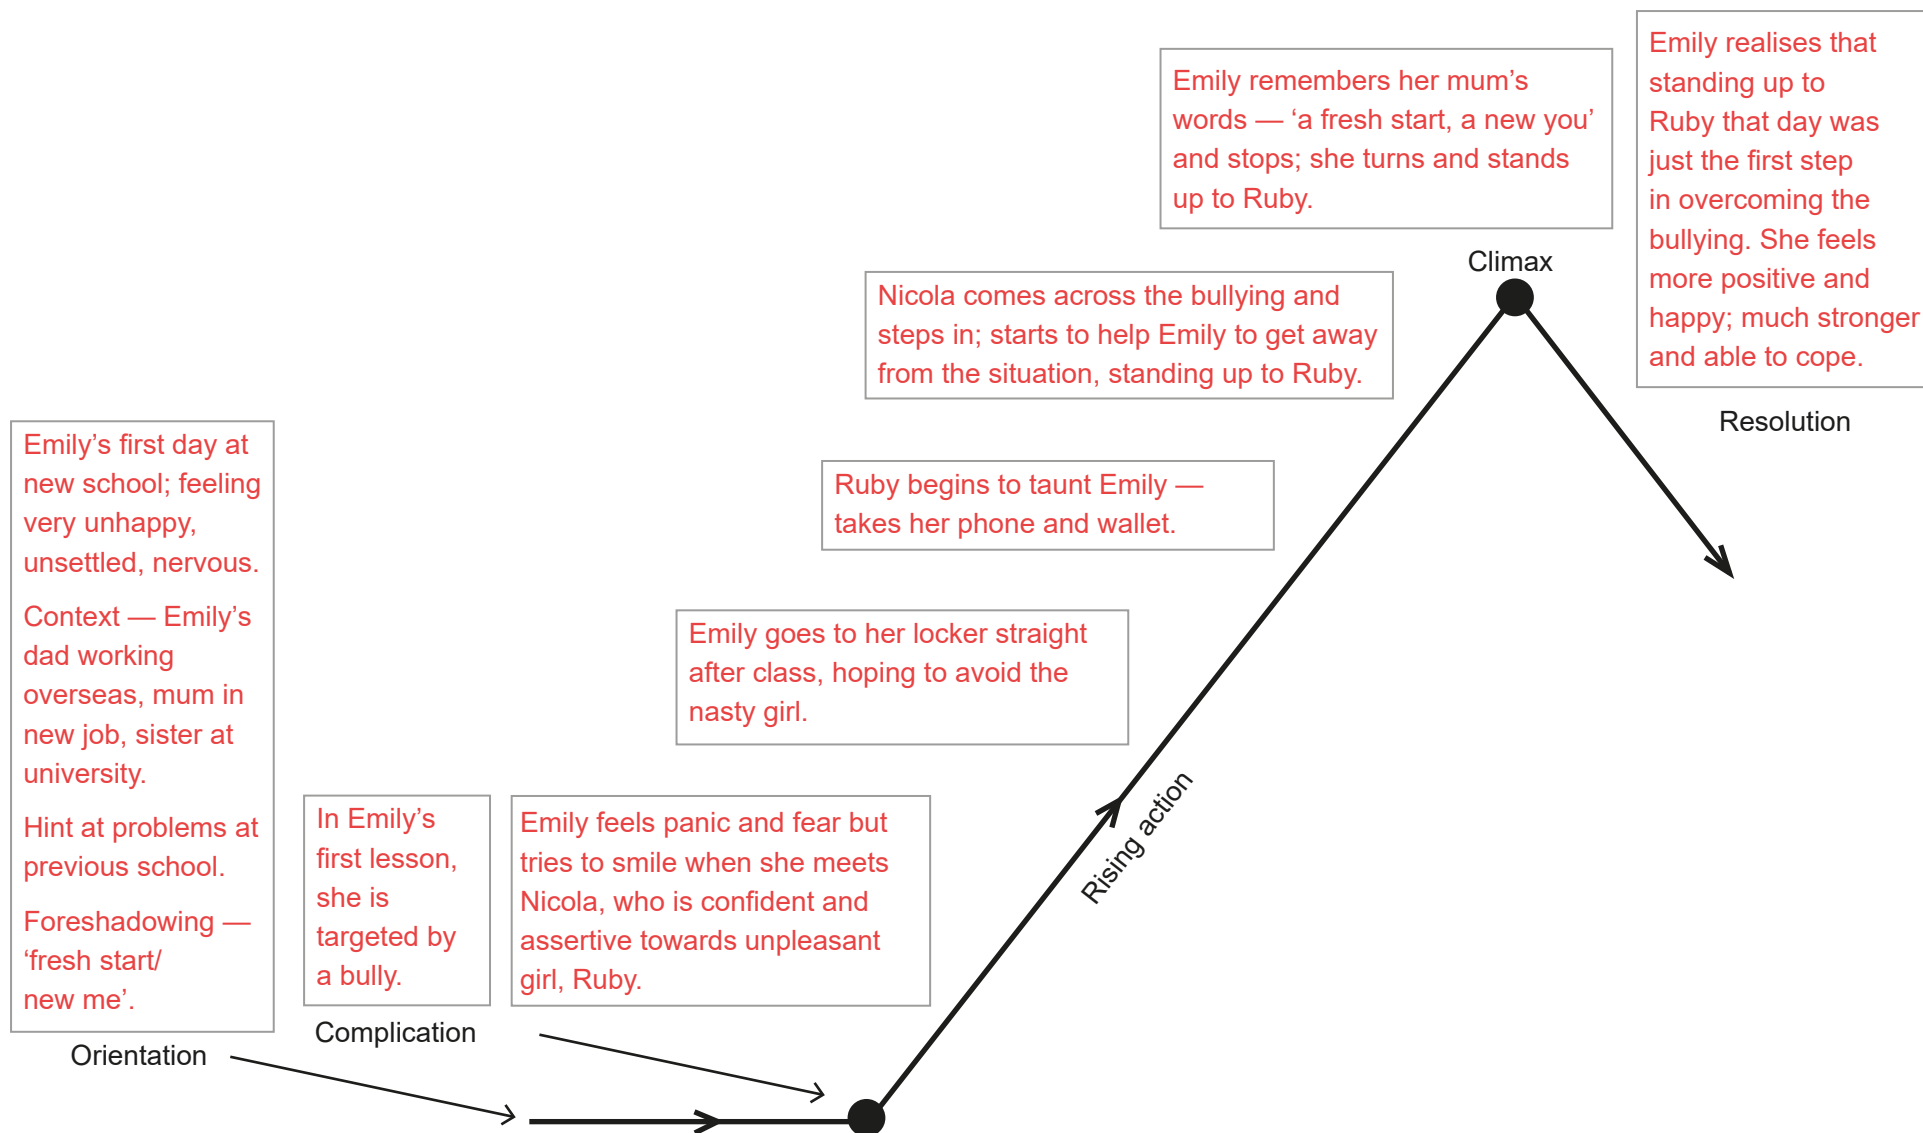 Emily’s first day at
new school; feeling
very unhappy,
unsettled, nervous.
Context — Emily’s
dad working
overseas, mum in
new job, sister at
university.
Hint at problems at
previous school.
Foreshadowing —
‘fresh start/
new me’.
Orientation
In Emily’s
first lesson,
she is
targeted by
a bully.
Complication
Emily feels panic and fear but
tries to smile when she meets
Nicola, who is confident and
assertive towards unpleasant
girl, Ruby.
Emily goes to her locker straight
after class, hoping to avoid the
nasty girl.
Rising action
Ruby begins to taunt Emily —
takes her phone and wallet.
Nicola comes across the bullying and
steps in; starts to help Emily to get away
from the situation, standing up to Ruby.
Emily remembers her mum’s
words — ‘a fresh start, a new you’
and stops; she turns and stands
up to Ruby.
Climax
Emily realises that
standing up to
Ruby that day was
just the first step
in overcoming the
bullying. She feels
more positive and
happy; much stronger
and able to cope.
Resolution